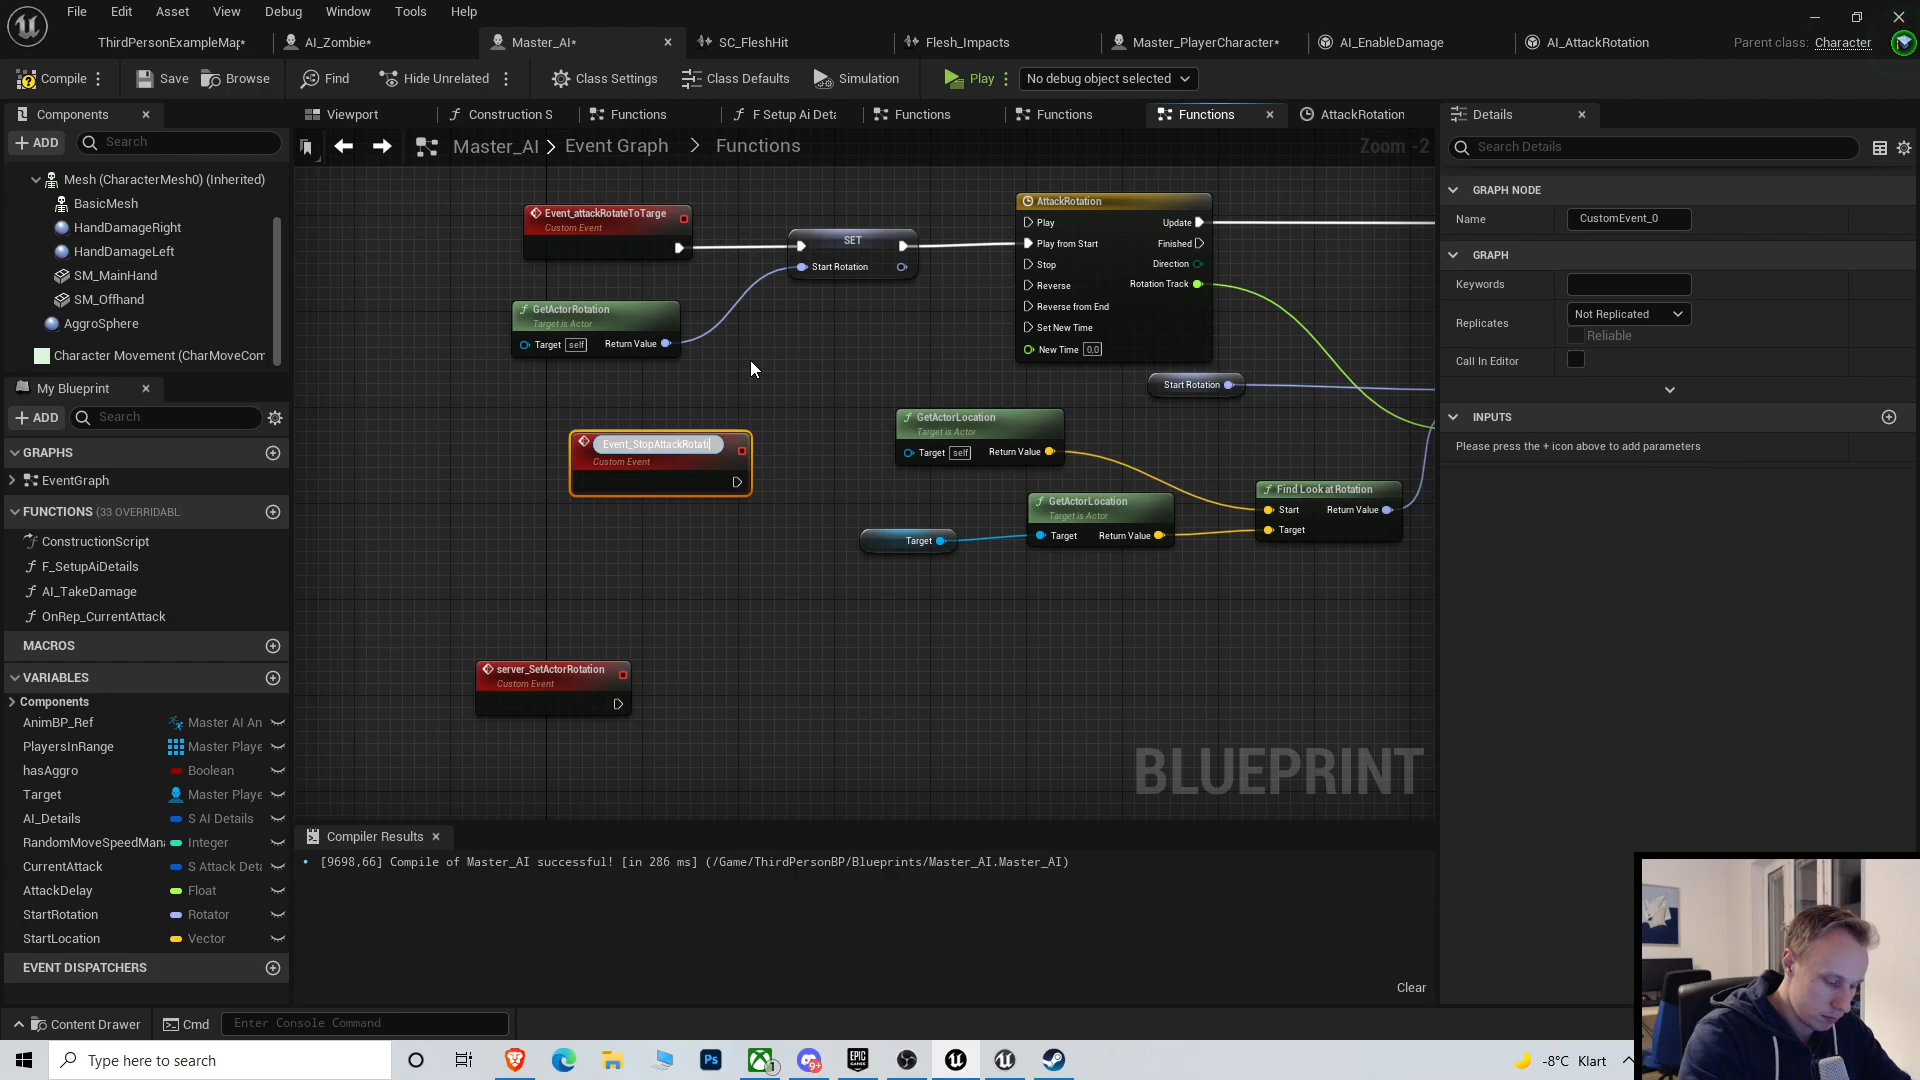 File Edit Asset View Debug Window Tools Help
ThirdPersonExampleMap* AI_Zombie* Master_AI* SC_FleshHit Flesh_Impacts Master_PlayerCharacter* AI_EnableDamage AI_AttackRotation Parent class: Character
Compile Save Browse Find Hide Unrelated Class Settings Class Defaults Simulation Play No debug object selected
Components
ADD Search
Mesh (CharacterMesh0) (Inherited)
BasicMesh
HandDamageRight
HandDamageLeft
SM_MainHand
SM_Offhand
AggroSphere
Character Movement (CharMoveCom
My Blueprint
ADD Search
GRAPHS
EventGraph
FUNCTIONS (33 OVERRIDABL
ConstructionScript
F_SetupAiDetails
AI_TakeDamage
OnRep_CurrentAttack
MACROS
VARIABLES
Components
AnimBP_Ref Master AI An
PlayersInRange Master Playe
hasAggro Boolean
Target Master Playe
AI_Details S AI Details
RandomMoveSpeedMana Integer
CurrentAttack S Attack Deta
AttackDelay Float
StartRotation Rotator
StartLocation Vector
EVENT DISPATCHERS
Viewport Construction S Functions F Setup Ai Deta Functions Functions Functions AttackRotation
Master_AI > Event Graph > Functions Zoom -2
Event_attackRotateToTarge
Custom Event
SET
Start Rotation
GetActorRotation
Target is Actor
Target self Return Value
AttackRotation
Play Update
Play from Start Finished
Stop Direction
Reverse Rotation Track
Reverse from End
Set New Time
New Time 0,0
Start Rotation
Event_StopAttackRotati
Custom Event
GetActorLocation
Target is Actor
Target self Return Value
GetActorLocation
Target is Actor
Target Return Value
Target
Find Look at Rotation
Start Return Value
Target
server_SetActorRotation
Custom Event
BLUEPRINT
Compiler Results
[9698,66] Compile of Master_AI successful! [in 286 ms] (/Game/ThirdPersonBP/Blueprints/Master_AI.Master_AI)
Clear
Details
Search Details
GRAPH NODE
Name CustomEvent_0
GRAPH
Keywords
Replicates Not Replicated
Reliable
Call In Editor
INPUTS
Please press the + icon above to add parameters
Content Drawer Cmd Enter Console Command
Type here to search
Ps
EPIC GAMES
-8°C Klart